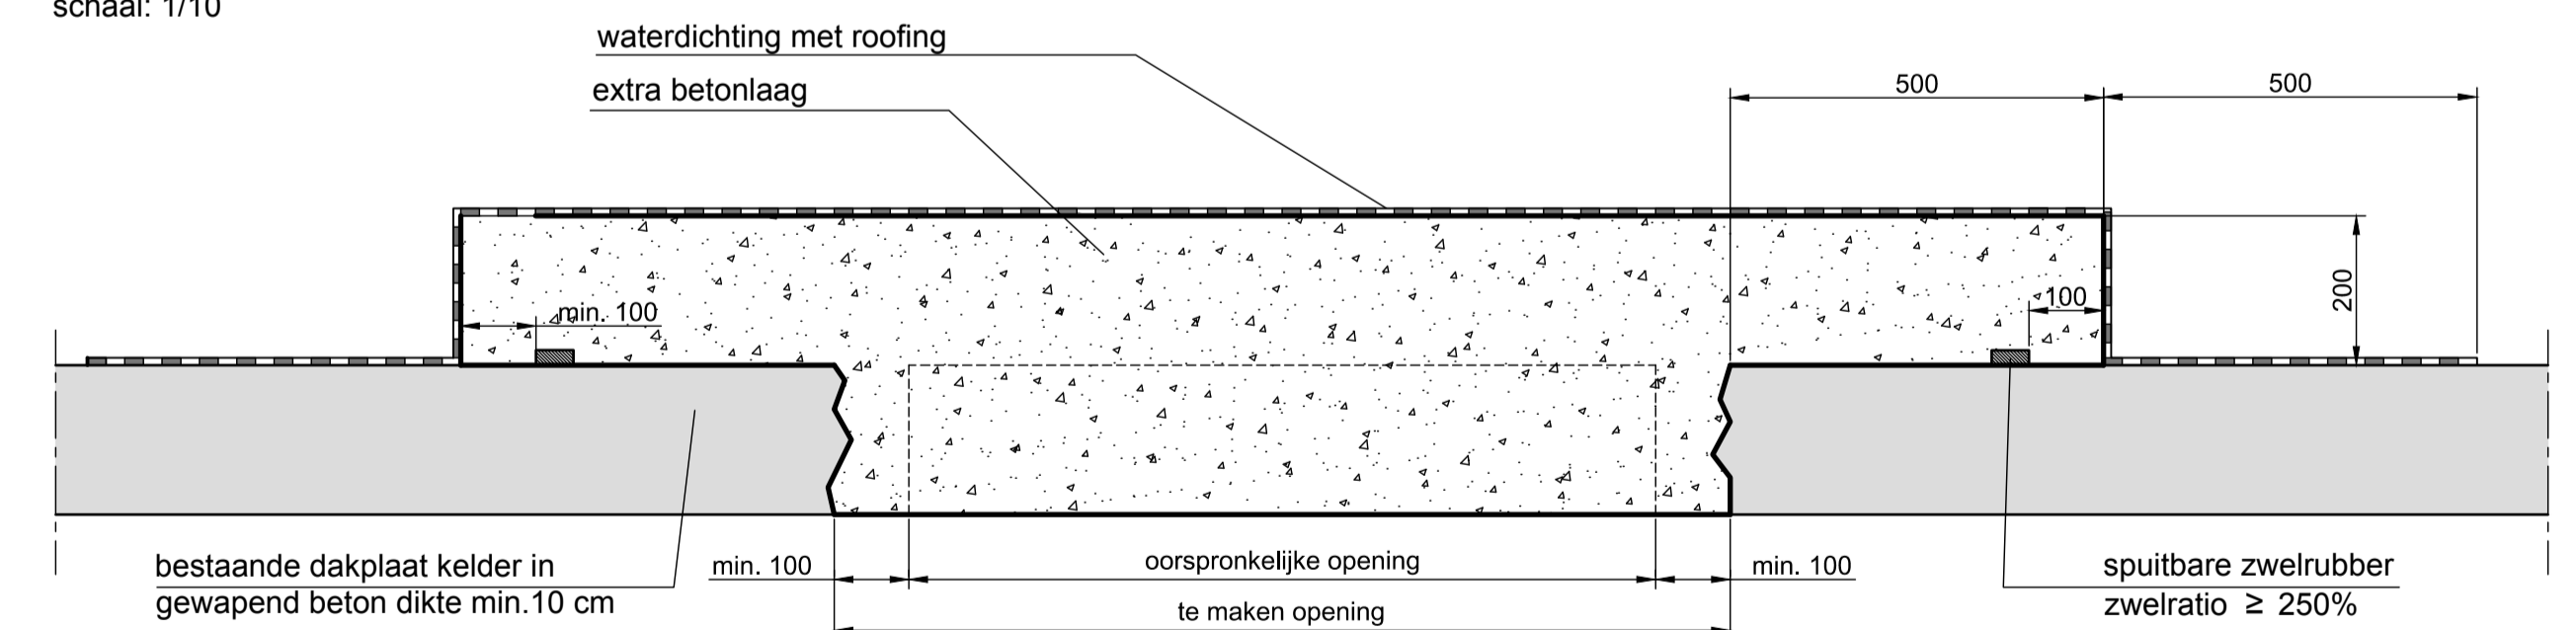 schaal: 1/10
waterdichting met roofing
extra betonlaag
500
500
min. 100
100
200
bestaande dakplaat kelder in
gewapend beton dikte min.10 cm
min. 100
oorspronkelijke opening
min. 100
te maken opening
spuitbare zwelrubber
zwelratio ≥ 250%